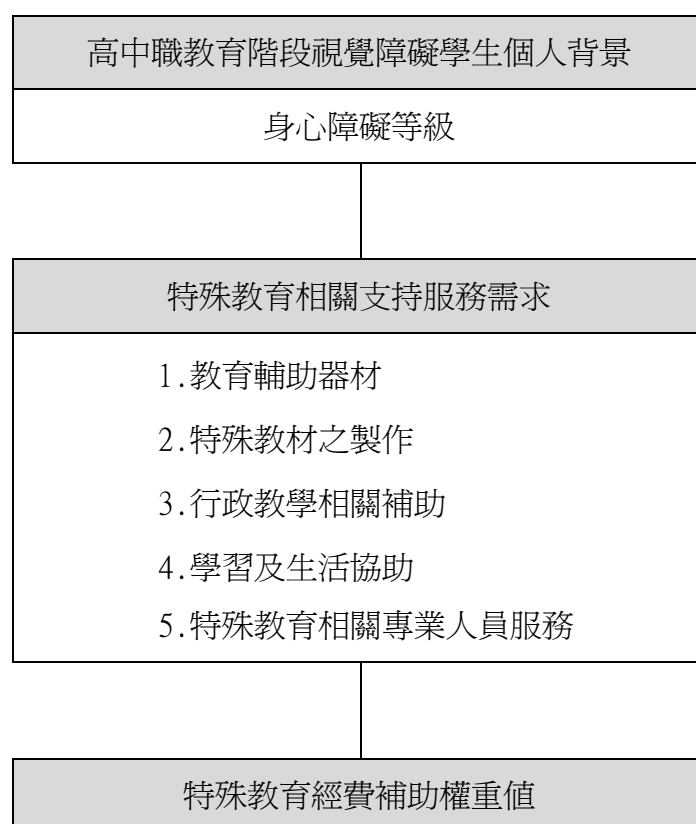 高中職教育階段視覺障礙學生個人背景
身心障礙等級
特殊教育相關支持服務需求
1.教育輔助器材
2.特殊教材之製作
3.行政教學相關補助
4.學習及生活協助
5.特殊教育相關專業人員服務
特殊教育經費補助權重值